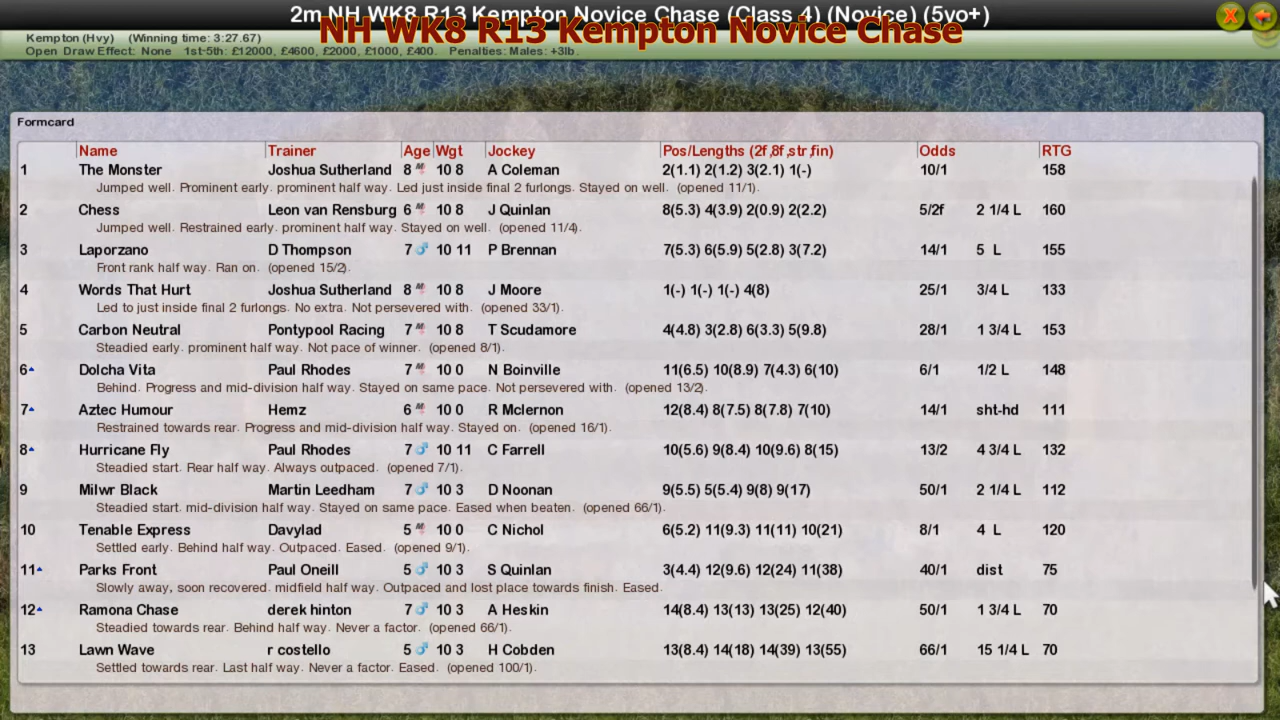 2m NH WK8 R13 Kempton Novice Chase (Class 4) (Novice) (5yo+)
NH WK8 R13 Kempton Novice Chase
Kempton (Hvy) (Winning time: 3:27.67)
Open Draw Effect: None 1st-5th: £12000, £4600, £2000, £1000, £400. Penalties: Males: +3lb.
Formcard
Name Trainer Age Wgt Jockey Pos/Lengths (2f,8f,str,fin) Odds RTG
1 The Monster Joshua Sutherland 8 10 8 A Coleman 2(1.1) 2(1.2) 3(2.1) 1(-) 10/1 158
Jumped well. Prominent early. prominent half way. Led just inside final 2 furlongs. Stayed on well. (opened 11/1).
2 Chess Leon van Rensburg 6 10 8 J Quinlan 8(5.3) 4(3.9) 2(0.9) 2(2.2) 5/2f 2 1/4 L 160
Jumped well. Restrained early. prominent half way. Stayed on well. (opened 11/4).
3 Laporzano D Thompson 7 10 11 P Brennan 7(5.3) 6(5.9) 5(2.8) 3(7.2) 14/1 5 L 155
Front rank half way. Ran on. (opened 15/2).
4 Words That Hurt Joshua Sutherland 8 10 8 J Moore 1(-) 1(-) 1(-) 4(8) 25/1 3/4 L 133
Led to just inside final 2 furlongs. No extra. Not persevered with. (opened 33/1).
5 Carbon Neutral Pontypool Racing 7 10 8 T Scudamore 4(4.8) 3(2.8) 6(3.3) 5(9.8) 28/1 1 3/4 L 153
Steadied early. prominent half way. Not pace of winner. (opened 8/1).
6 Dolcha Vita Paul Rhodes 7 10 0 N Boinville 11(6.5) 10(8.9) 7(4.3) 6(10) 6/1 1/2 L 148
Behind. Progress and mid-division half way. Stayed on same pace. Not persevered with. (opened 13/2).
7 Aztec Humour Hemz 6 10 0 R Mclernon 12(8.4) 8(7.5) 8(7.8) 7(10) 14/1 sht-hd 111
Restrained towards rear. Progress and mid-division half way. Stayed on. (opened 16/1).
8 Hurricane Fly Paul Rhodes 7 10 11 C Farrell 10(5.6) 9(8.4) 10(9.6) 8(15) 13/2 4 3/4 L 132
Steadied start. Rear half way. Always outpaced. (opened 7/1).
9 Milwr Black Martin Leedham 7 10 3 D Noonan 9(5.5) 5(5.4) 9(8) 9(17) 50/1 2 1/4 L 112
Steadied start. mid-division half way. Stayed on same pace. Eased when beaten. (opened 66/1).
10 Tenable Express Davylad 5 10 0 C Nichol 6(5.2) 11(9.3) 11(11) 10(21) 8/1 4 L 120
Settled early. Behind half way. Outpaced. Eased. (opened 9/1).
11 Parks Front Paul Oneill 5 10 3 S Quinlan 3(4.4) 12(9.6) 12(24) 11(38) 40/1 dist 75
Slowly away, soon recovered. midfield half way. Outpaced and lost place towards finish. Eased.
12 Ramona Chase derek hinton 7 10 3 A Heskin 14(8.4) 13(13) 13(25) 12(40) 50/1 1 3/4 L 70
Steadied towards rear. Behind half way. Never a factor. (opened 66/1).
13 Lawn Wave r costello 5 10 3 H Cobden 13(8.4) 14(18) 14(39) 13(55) 66/1 15 1/4 L 70
Settled towards rear. Last half way. Never a factor. Eased. (opened 100/1).